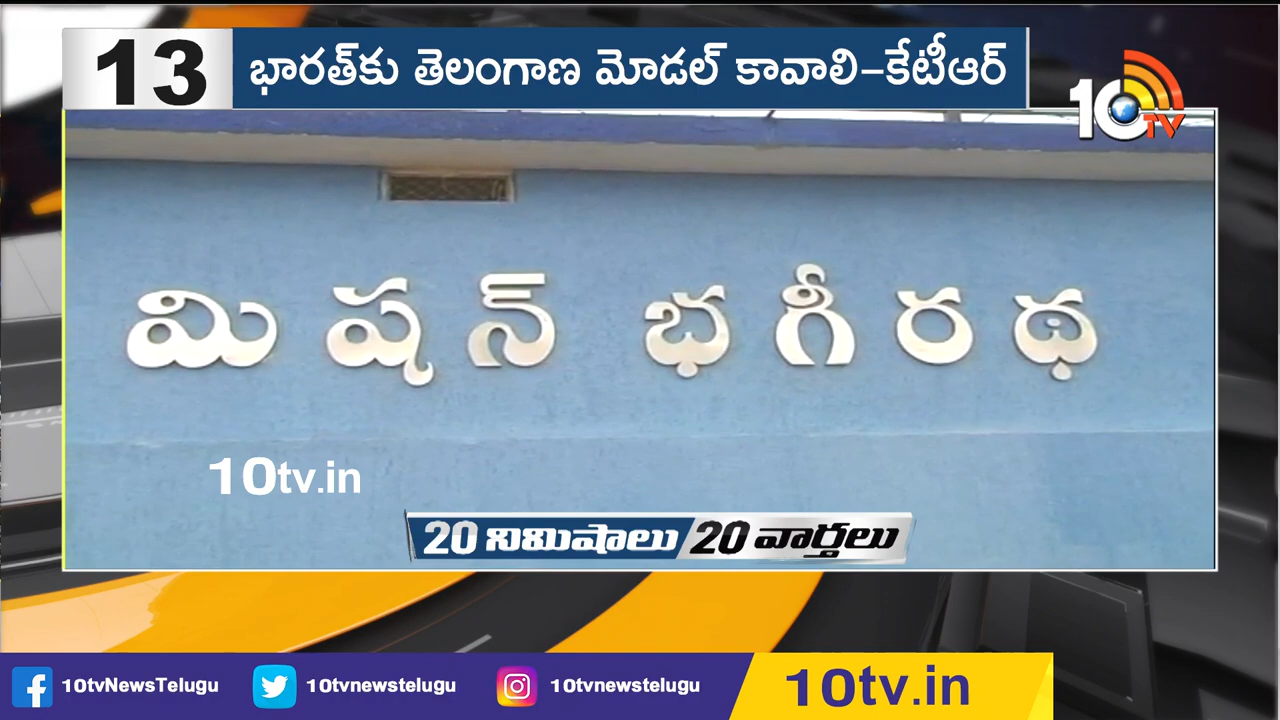 13 భారత్‌కు తెలంగాణ మోడల్ కావాలి-కేటీఆర్
10TV
మిషన్ భగీరథ
10tv.in
20 నిమిషాలు 20 వార్తలు
10tvNewsTelugu 10tvnewstelugu 10tvnewstelugu 10tv.in